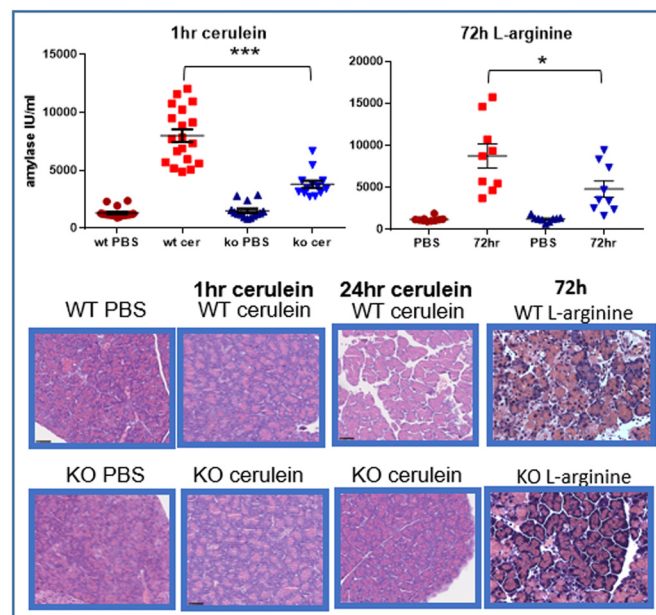 1hr cerulein
72h L-arginine
amylase IU/ml
15000
10000
5000
0
***
wt PBS wt cer ko PBS ko cer
20000
15000
10000
5000
0
*
PBS 72hr PBS 72hr
1hr cerulein 24hr cerulein 72h
WT PBS WT cerulein WT cerulein WT L-arginine
KO PBS KO cerulein KO cerulein KO L-arginine